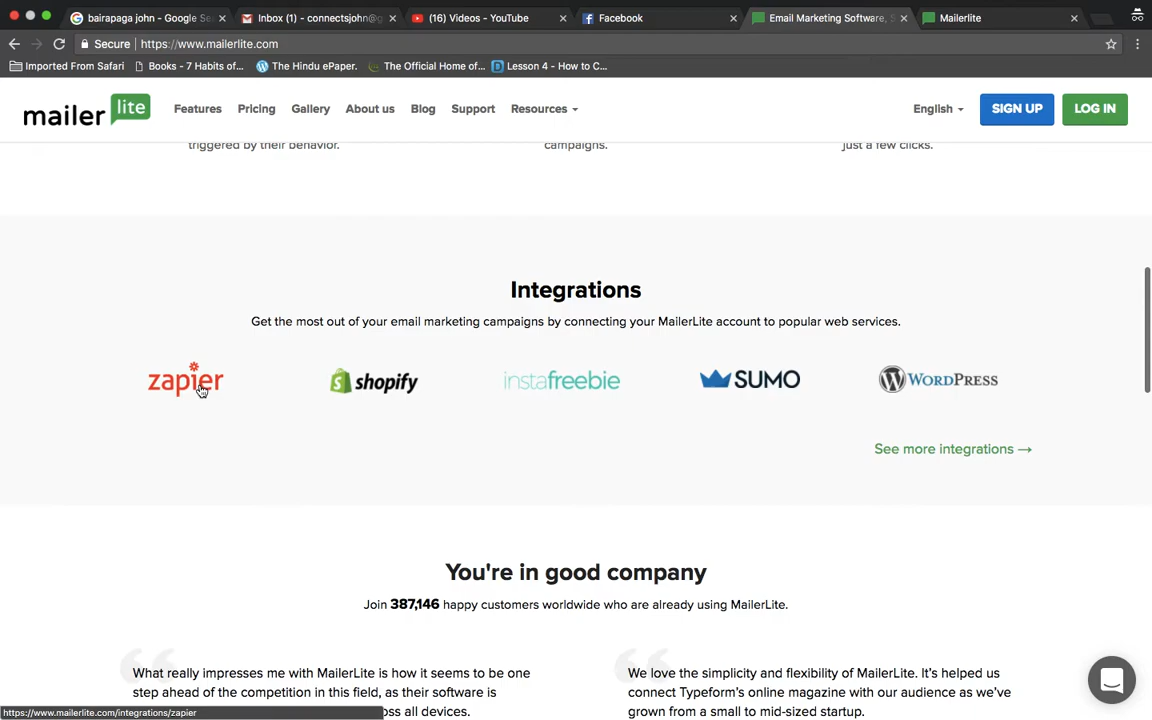 bairapaga john - Google Se
Inbox (1) - connectsjohn@g
(16) Videos - YouTube
Facebook
Email Marketing Software, S
Mailerlite
Secure
https://www.mailerlite.com
Imported From Safari
Books - 7 Habits of...
The Hindu ePaper.
The Official Home of...
Lesson 4 - How to C...
mailer lite
Features
Pricing
Gallery
About us
Blog
Support
Resources
English
SIGN UP
LOG IN
triggered by their behavior.
campaigns.
just a few clicks.
Integrations
Get the most out of your email marketing campaigns by connecting your MailerLite account to popular web services.
zapier
shopify
instafreebie
SUMO
WORDPRESS
See more integrations →
You're in good company
Join 387,146 happy customers worldwide who are already using MailerLite.
What really impresses me with MailerLite is how it seems to be one
step ahead of the competition in this field, as their software is
oss all devices.
We love the simplicity and flexibility of MailerLite. It's helped us
connect Typeform's online magazine with our audience as we've
grown from a small to mid-sized startup.
https://www.mailerlite.com/integrations/zapier